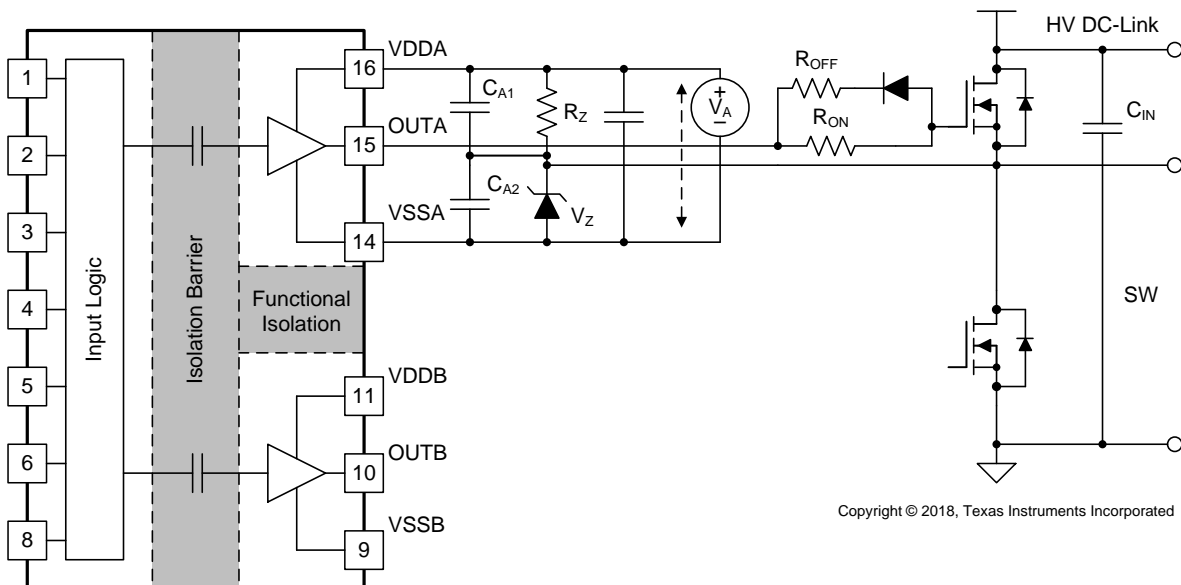 1
2
3
4
5
6
8
Input Logic
Isolation Barrier
Functional
Isolation
VDDA
16
OUTA
15
VSSA
14
VDDB
11
OUTB
10
VSSB
9
CA1
RZ
CA2
VZ
+
VA
−
ROFF
RON
HV DC-Link
CIN
SW
Copyright © 2018, Texas Instruments Incorporated